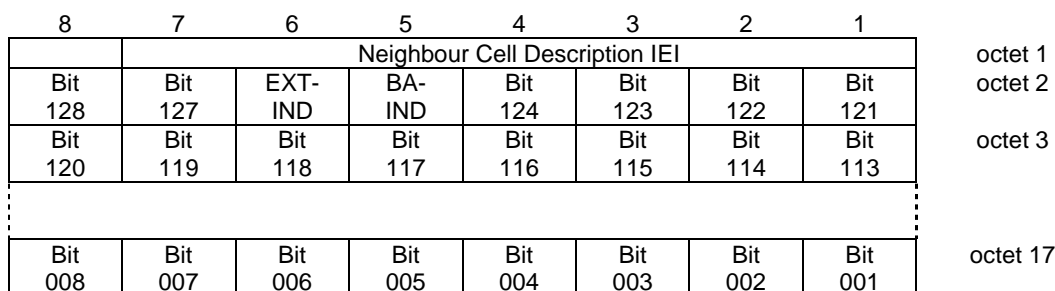 8 7 6 5 4 3 2 1
Neighbour Cell Description IEI octet 1
Bit Bit EXT- BA- Bit Bit Bit Bit octet 2
128 127 IND IND 124 123 122 121
Bit Bit Bit Bit Bit Bit Bit Bit octet 3
120 119 118 117 116 115 114 113
Bit Bit Bit Bit Bit Bit Bit Bit octet 17
008 007 006 005 004 003 002 001